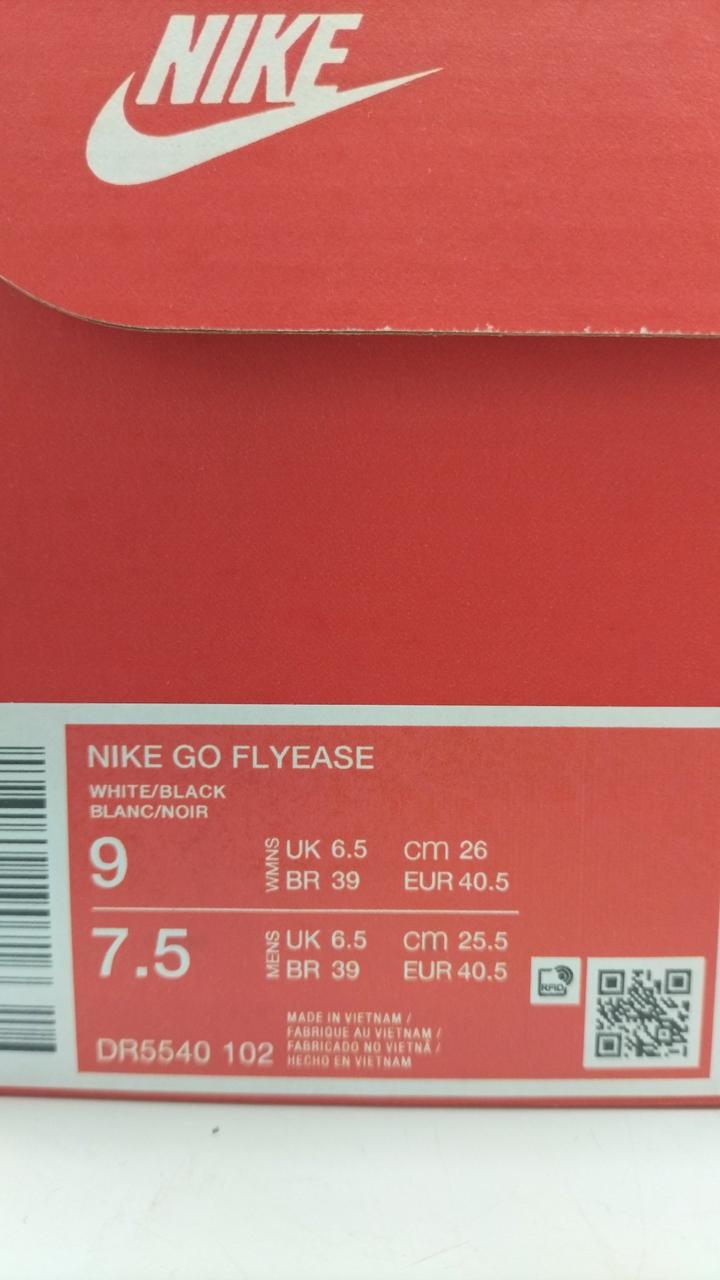 NIKE
NIKE GO FLYEASE
WHITE/BLACK
BLANC/NOIR
9
WMNS
UK 6.5 cm 26
BR 39 EUR 40.5
7.5
MENS
UK 6.5 cm 25.5
BR 39 EUR 40.5
RFID
DR5540 102
MADE IN VIETNAM /
FABRIQUE AU VIETNAM /
FABRICADO NO VIETNÃ /
HECHO EN VIETNAM